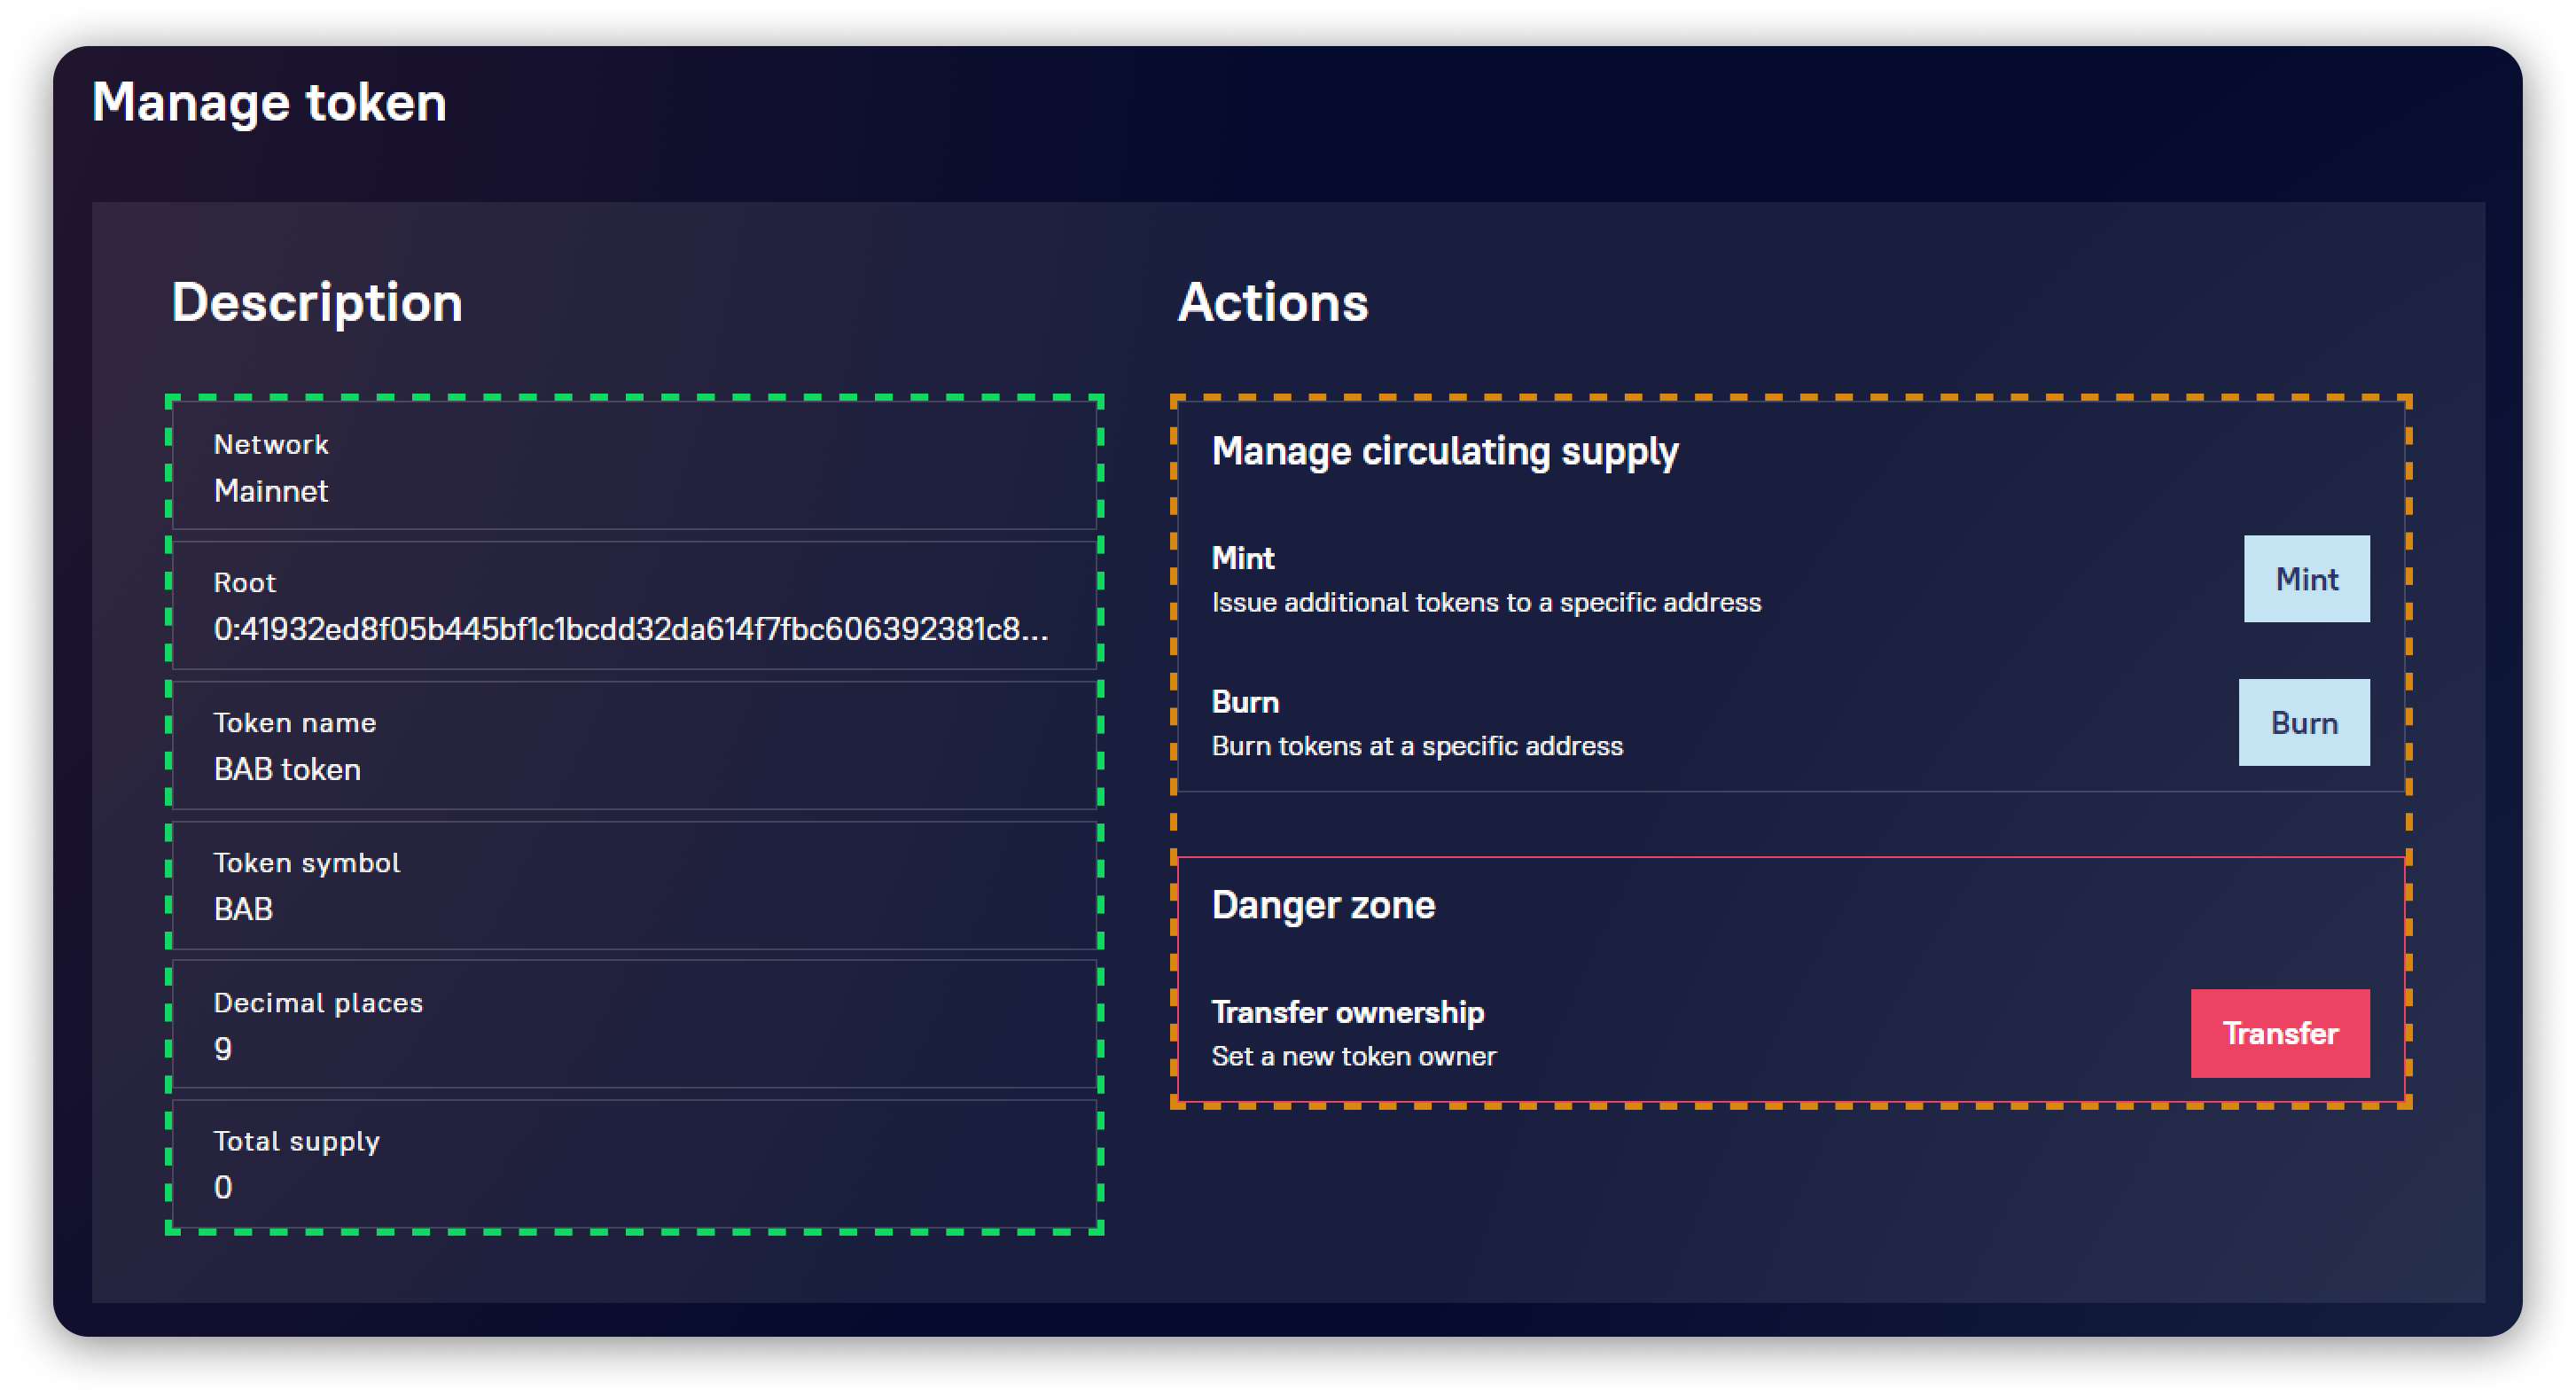 Manage token
Description
Network
Mainnet
Root
0:41932ed8f05b445bf1c1bcdd32da614f7fbc606392381c8...
Token name
BAB token
Token symbol
BAB
Decimal places
9
Total supply
0
Actions
Manage circulating supply
Mint
Issue additional tokens to a specific address
Mint
Burn
Burn tokens at a specific address
Burn
Danger zone
Transfer ownership
Set a new token owner
Transfer